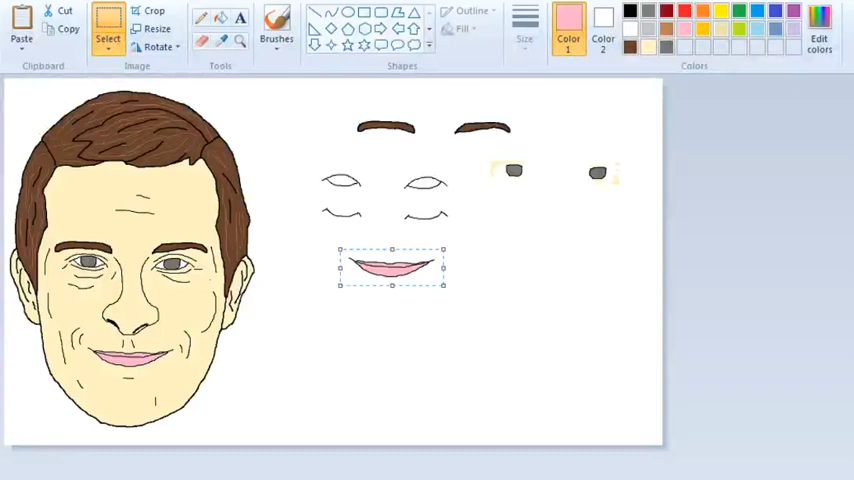 Paste
Cut
Copy
Clipboard
Select
Crop
Resize
Rotate
Image
A
Tools
Brushes
Shapes
Outline
Fill
Size
Color
1
Color
2
Colors
Edit
colors